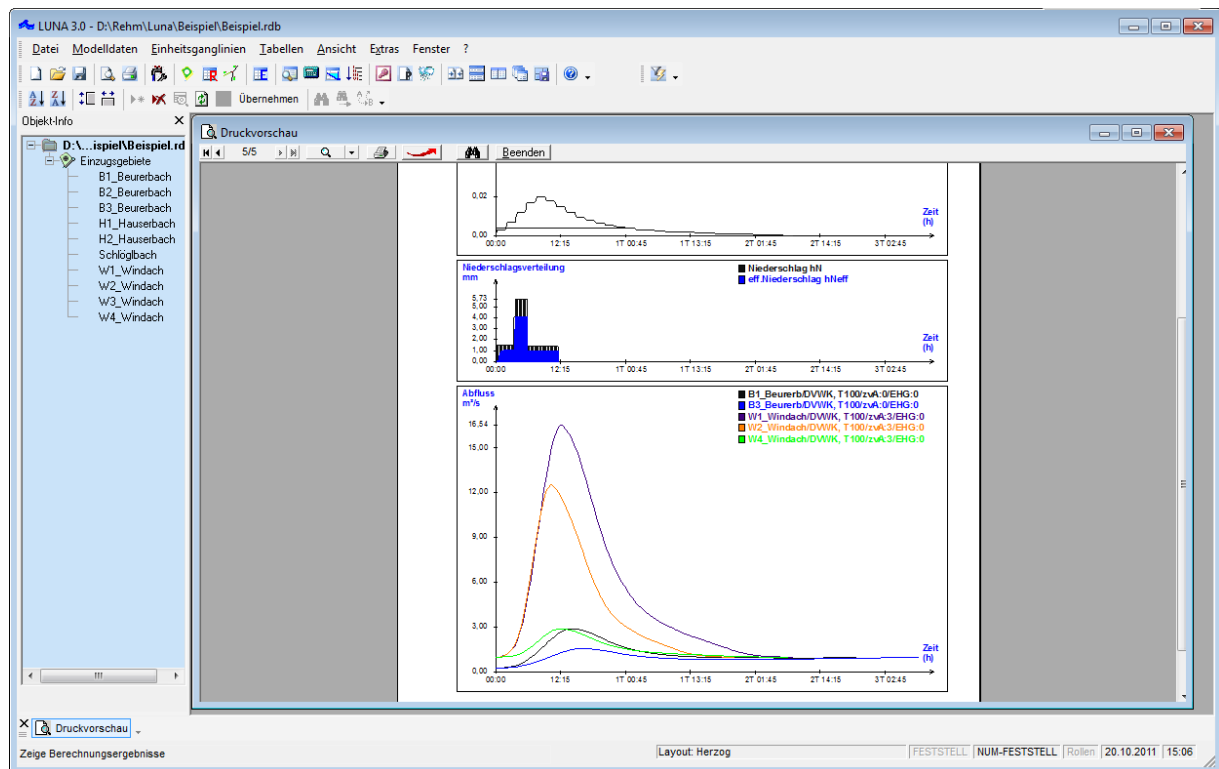 LUNA 3.0 - D:\Rehm\Luna\Beispiel\Beispiel.rdb
Datei Modelldaten Einheitsganglinien Tabellen Ansicht Extras Fenster ?
Übernehmen
Objekt-Info
D:\...ispiel\Beispiel.rd
Einzugsgebiete
B1_Beurerbach
B2_Beurerbach
B3_Beurerbach
H1_Hauserbach
H2_Hauserbach
Schlöglbach
W1_Windach
W2_Windach
W3_Windach
W4_Windach
Druckvorschau
5/5 Beenden
0,02
0,00
Zeit
(h)
00:00 12:15 1T 00:45 1T 13:15 2T 01:45 2T 14:15 3T 02:45
Niederschlagsverteilung
mm
Niederschlag hN
eff.Niederschlag hNeff
5,73
5,00
4,00
3,00
2,00
1,00
0,00
Zeit
(h)
00:00 12:15 1T 00:45 1T 13:15 2T 01:45 2T 14:15 3T 02:45
Abfluss
m³/s
B1_Beurerb/DVWK, T100/zvA:0/EHG:0
B3_Beurerb/DVWK, T100/zvA:0/EHG:0
W1_Windach/DVWK, T100/zvA:3/EHG:0
W2_Windach/DVWK, T100/zvA:3/EHG:0
W4_Windach/DVWK, T100/zvA:3/EHG:0
16,54
15,00
12,00
9,00
6,00
3,00
0,00
Zeit
(h)
00:00 12:15 1T 00:45 1T 13:15 2T 01:45 2T 14:15 3T 02:45
Druckvorschau
Zeige Berechnungsergebnisse Layout: Herzog FESTSTELL NUM-FESTSTELL Rollen 20.10.2011 15:06